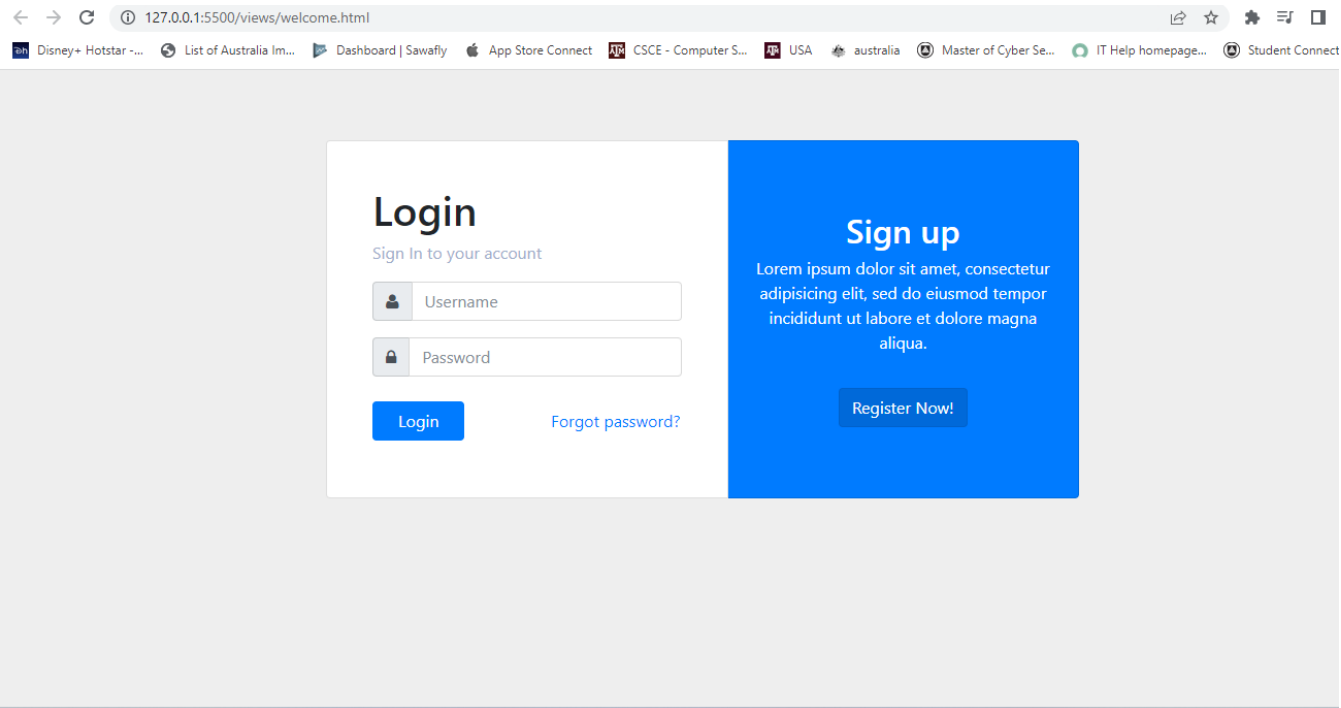 127.0.0.1:5500/views/welcome.html
Disney+ Hotstar -... List of Australia Im... Dashboard | Sawafly App Store Connect CSCE - Computer S... USA australia Master of Cyber Se... IT Help homepage... Student Connect
Login
Sign In to your account
Username
Password
Login Forgot password?
Sign up
Lorem ipsum dolor sit amet, consectetur
adipisicing elit, sed do eiusmod tempor
incididunt ut labore et dolore magna
aliqua.
Register Now!